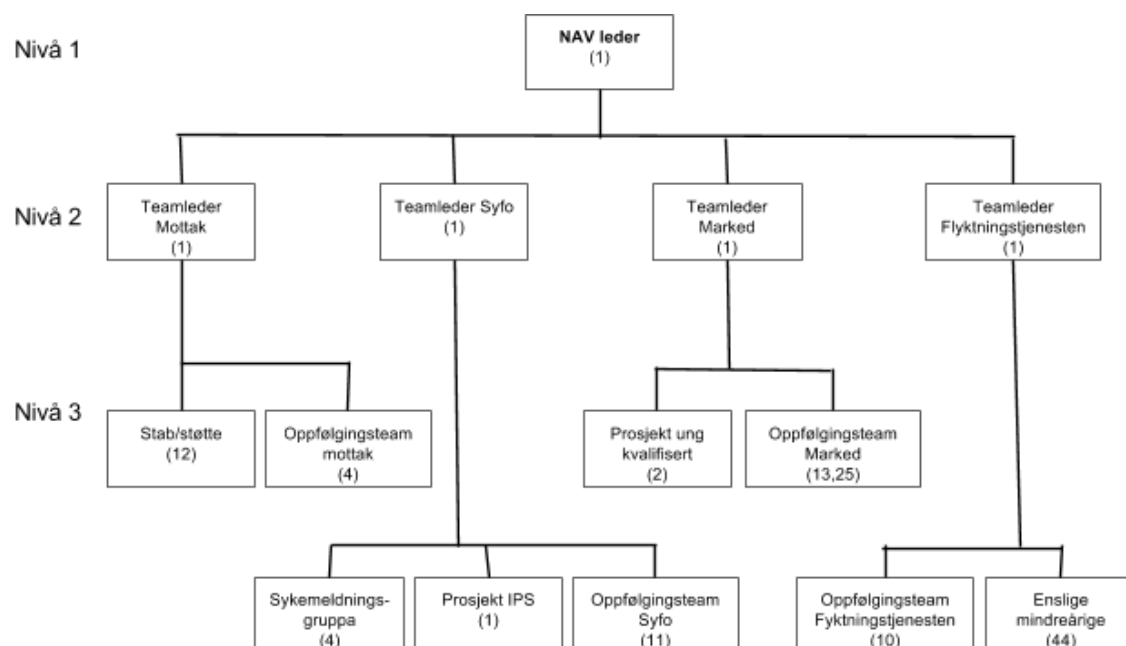 Nivå 1
NAV leder
(1)
Nivå 2
Teamleder
Mottak
(1)
Teamleder Syfo
(1)
Teamleder
Marked
(1)
Teamleder
Flyktningstjenesten
(1)
Nivå 3
Stab/støtte
(12)
Oppfølgingsteam
mottak
(4)
Prosjekt ung
kvalifisert
(2)
Oppfølgingsteam
Marked
(13,25)
Sykemeldnings-
gruppa
(4)
Prosjekt IPS
(1)
Oppfølgingsteam
Syfo
(11)
Oppfølgingsteam
Fyktningstjenesten
(10)
Enslige
mindreårige
(44)